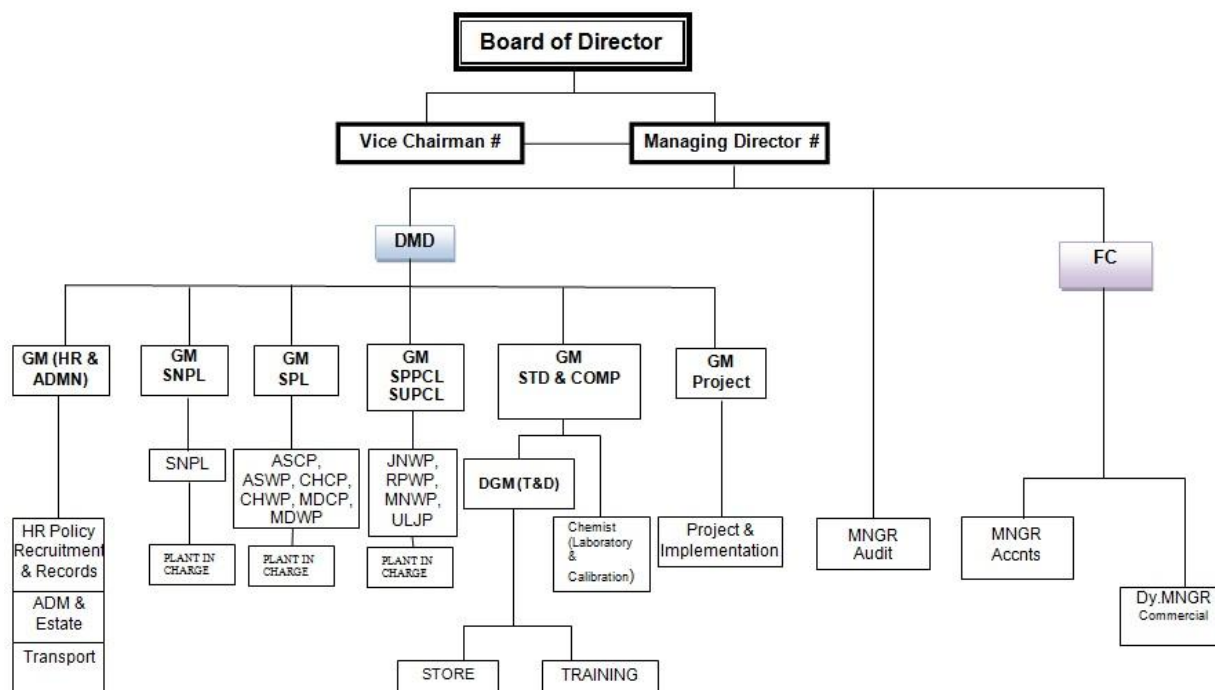 Board of Director
Vice Chairman #
Managing Director #
DMD
FC
GM (HR &
ADMN)
GM
SNPL
GM
SPL
GM
SPPCL
SUPCL
GM
STD & COMP
GM
Project
SNPL
ASCP,
ASWP, CHCP,
CHWP, MDCP,
MDWP
JNWP,
RPWP,
MNWP,
ULJP
DGM (T&D)
HR Policy
Recruitment
& Records
ADM &
Estate
Transport
PLANT IN
CHARGE
PLANT IN
CHARGE
PLANT IN
CHARGE
Chemist
(Laboratory
&
Calibration)
Project &
Implementation
MNGR
Audit
MNGR
Accnts
Dy.MNGR
Commercial
STORE
TRAINING